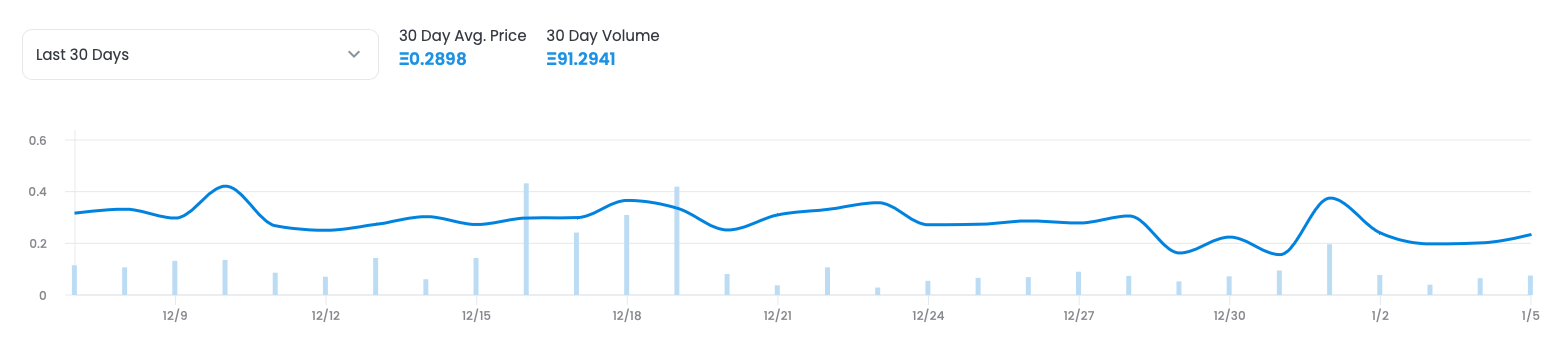 Last 30 Days
30 Day Avg. Price
Ξ0.2898
30 Day Volume
Ξ91.2941
0.6
0.4
0.2
0
12/9 12/12 12/15 12/18 12/21 12/24 12/27 12/30 1/2 1/5